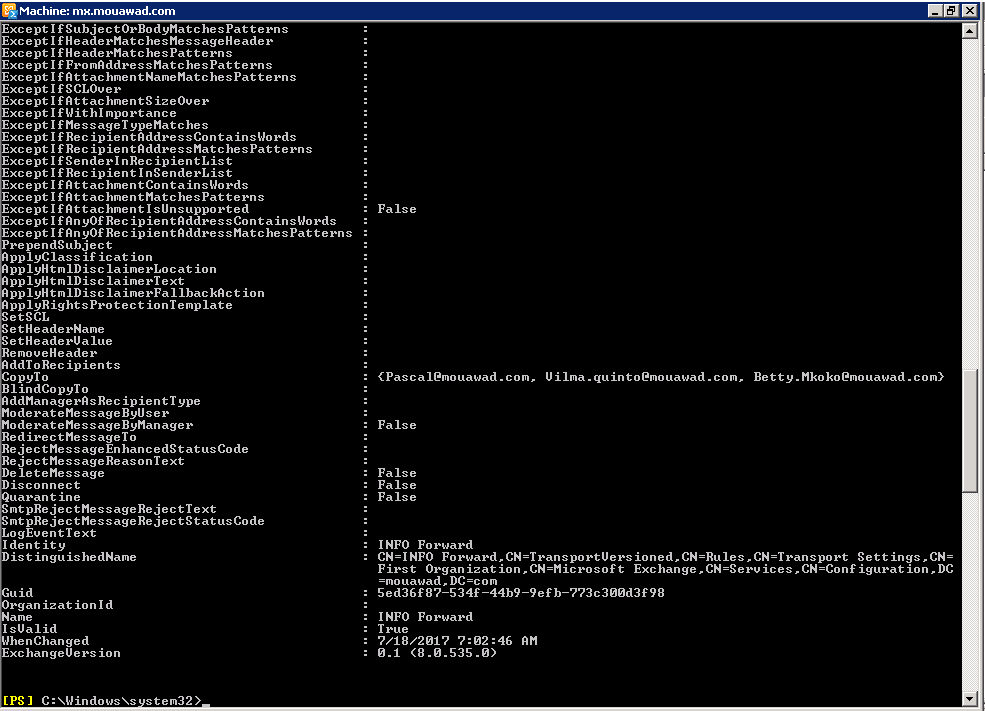 Machine: mx.mouawad.com
ExceptIfSubjectOrBodyMatchesPatterns :
ExceptIfHeaderMatchesMessageHeader :
ExceptIfHeaderMatchesPatterns :
ExceptIfFromAddressMatchesPatterns :
ExceptIfAttachmentNameMatchesPatterns :
ExceptIfSCLOver :
ExceptIfAttachmentSizeOver :
ExceptIfWithImportance :
ExceptIfMessageTypeMatches :
ExceptIfRecipientAddressContainsWords :
ExceptIfRecipientAddressMatchesPatterns :
ExceptIfSenderInRecipientList :
ExceptIfRecipientInSenderList :
ExceptIfAttachmentContainsWords :
ExceptIfAttachmentMatchesPatterns :
ExceptIfAttachmentIsUnsupported : False
ExceptIfAnyOfRecipientAddressContainsWords :
ExceptIfAnyOfRecipientAddressMatchesPatterns :
PrependSubject :
ApplyClassification :
ApplyHtmlDisclaimerLocation :
ApplyHtmlDisclaimerText :
ApplyHtmlDisclaimerFallbackAction :
ApplyRightsProtectionTemplate :
SetSCL :
SetHeaderName :
SetHeaderValue :
RemoveHeader :
AddToRecipients :
CopyTo : {Pascal@mouawad.com, Vilma.quinto@mouawad.com, Betty.Mkoko@mouawad.com}
BlindCopyTo :
AddManagerAsRecipientType :
ModerateMessageByUser :
ModerateMessageByManager : False
RedirectMessageTo :
RejectMessageEnhancedStatusCode :
RejectMessageReasonText :
DeleteMessage : False
Disconnect : False
Quarantine : False
SmtpRejectMessageRejectText :
SmtpRejectMessageRejectStatusCode :
LogEventText :
Identity : INFO Forward
DistinguishedName : CN=INFO Forward,CN=TransportVersioned,CN=Rules,CN=Transport Settings,CN=
First Organization,CN=Microsoft Exchange,CN=Services,CN=Configuration,DC
=mouawad,DC=com
Guid : 5ed36f87-534f-44b9-9efb-773c300d3f98
OrganizationId :
Name : INFO Forward
IsValid : True
WhenChanged : 7/18/2017 7:02:46 AM
ExchangeVersion : 0.1 (8.0.535.0)
[PS] C:\Windows\system32>_